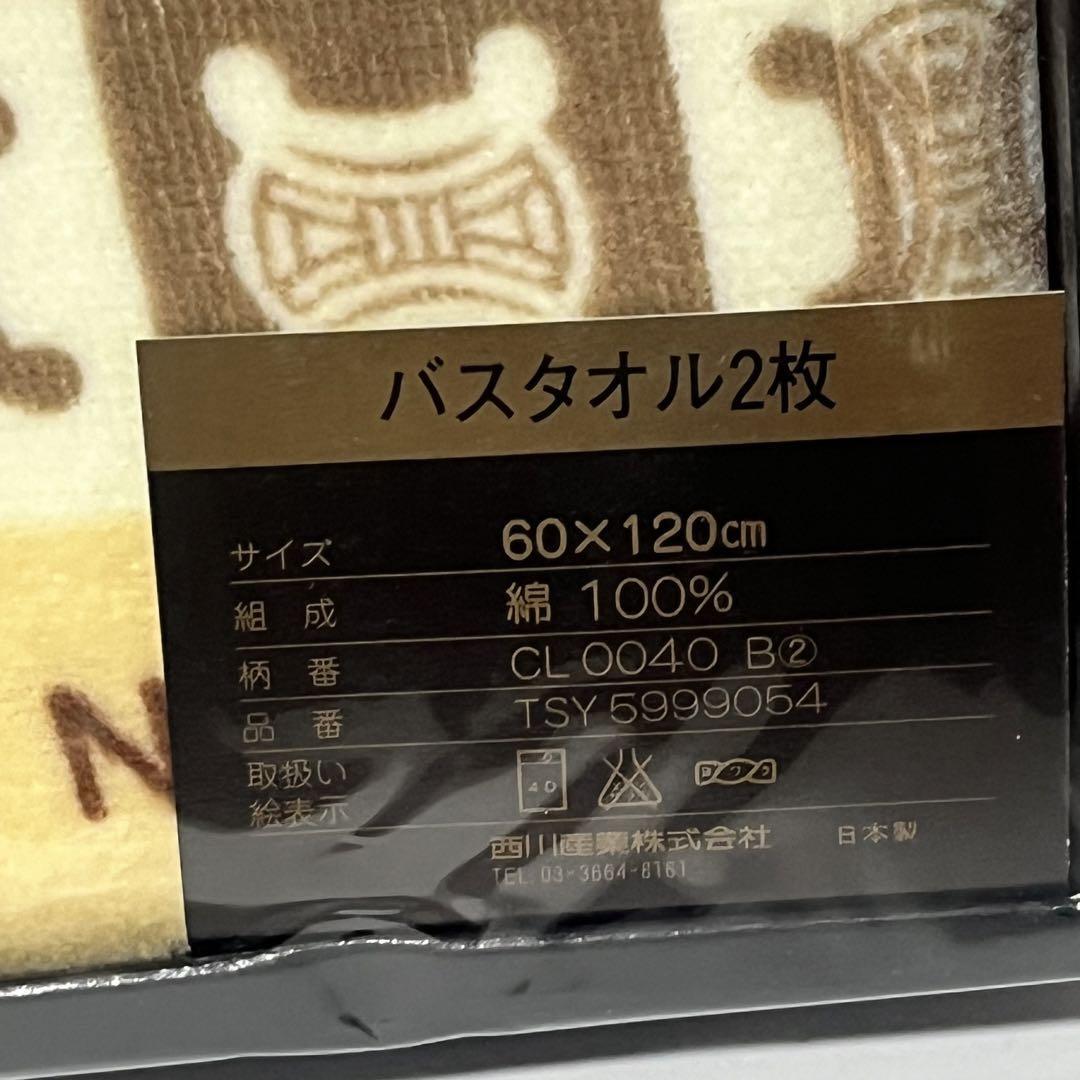 バスタオル2枚
サイズ 60×120cm
組成 綿 100%
柄番 CL 0040 B②
品番 TSY 5999054
取扱い
絵表示
40
西川産業株式会社 日本製
TEL. 03-3664-8161
N